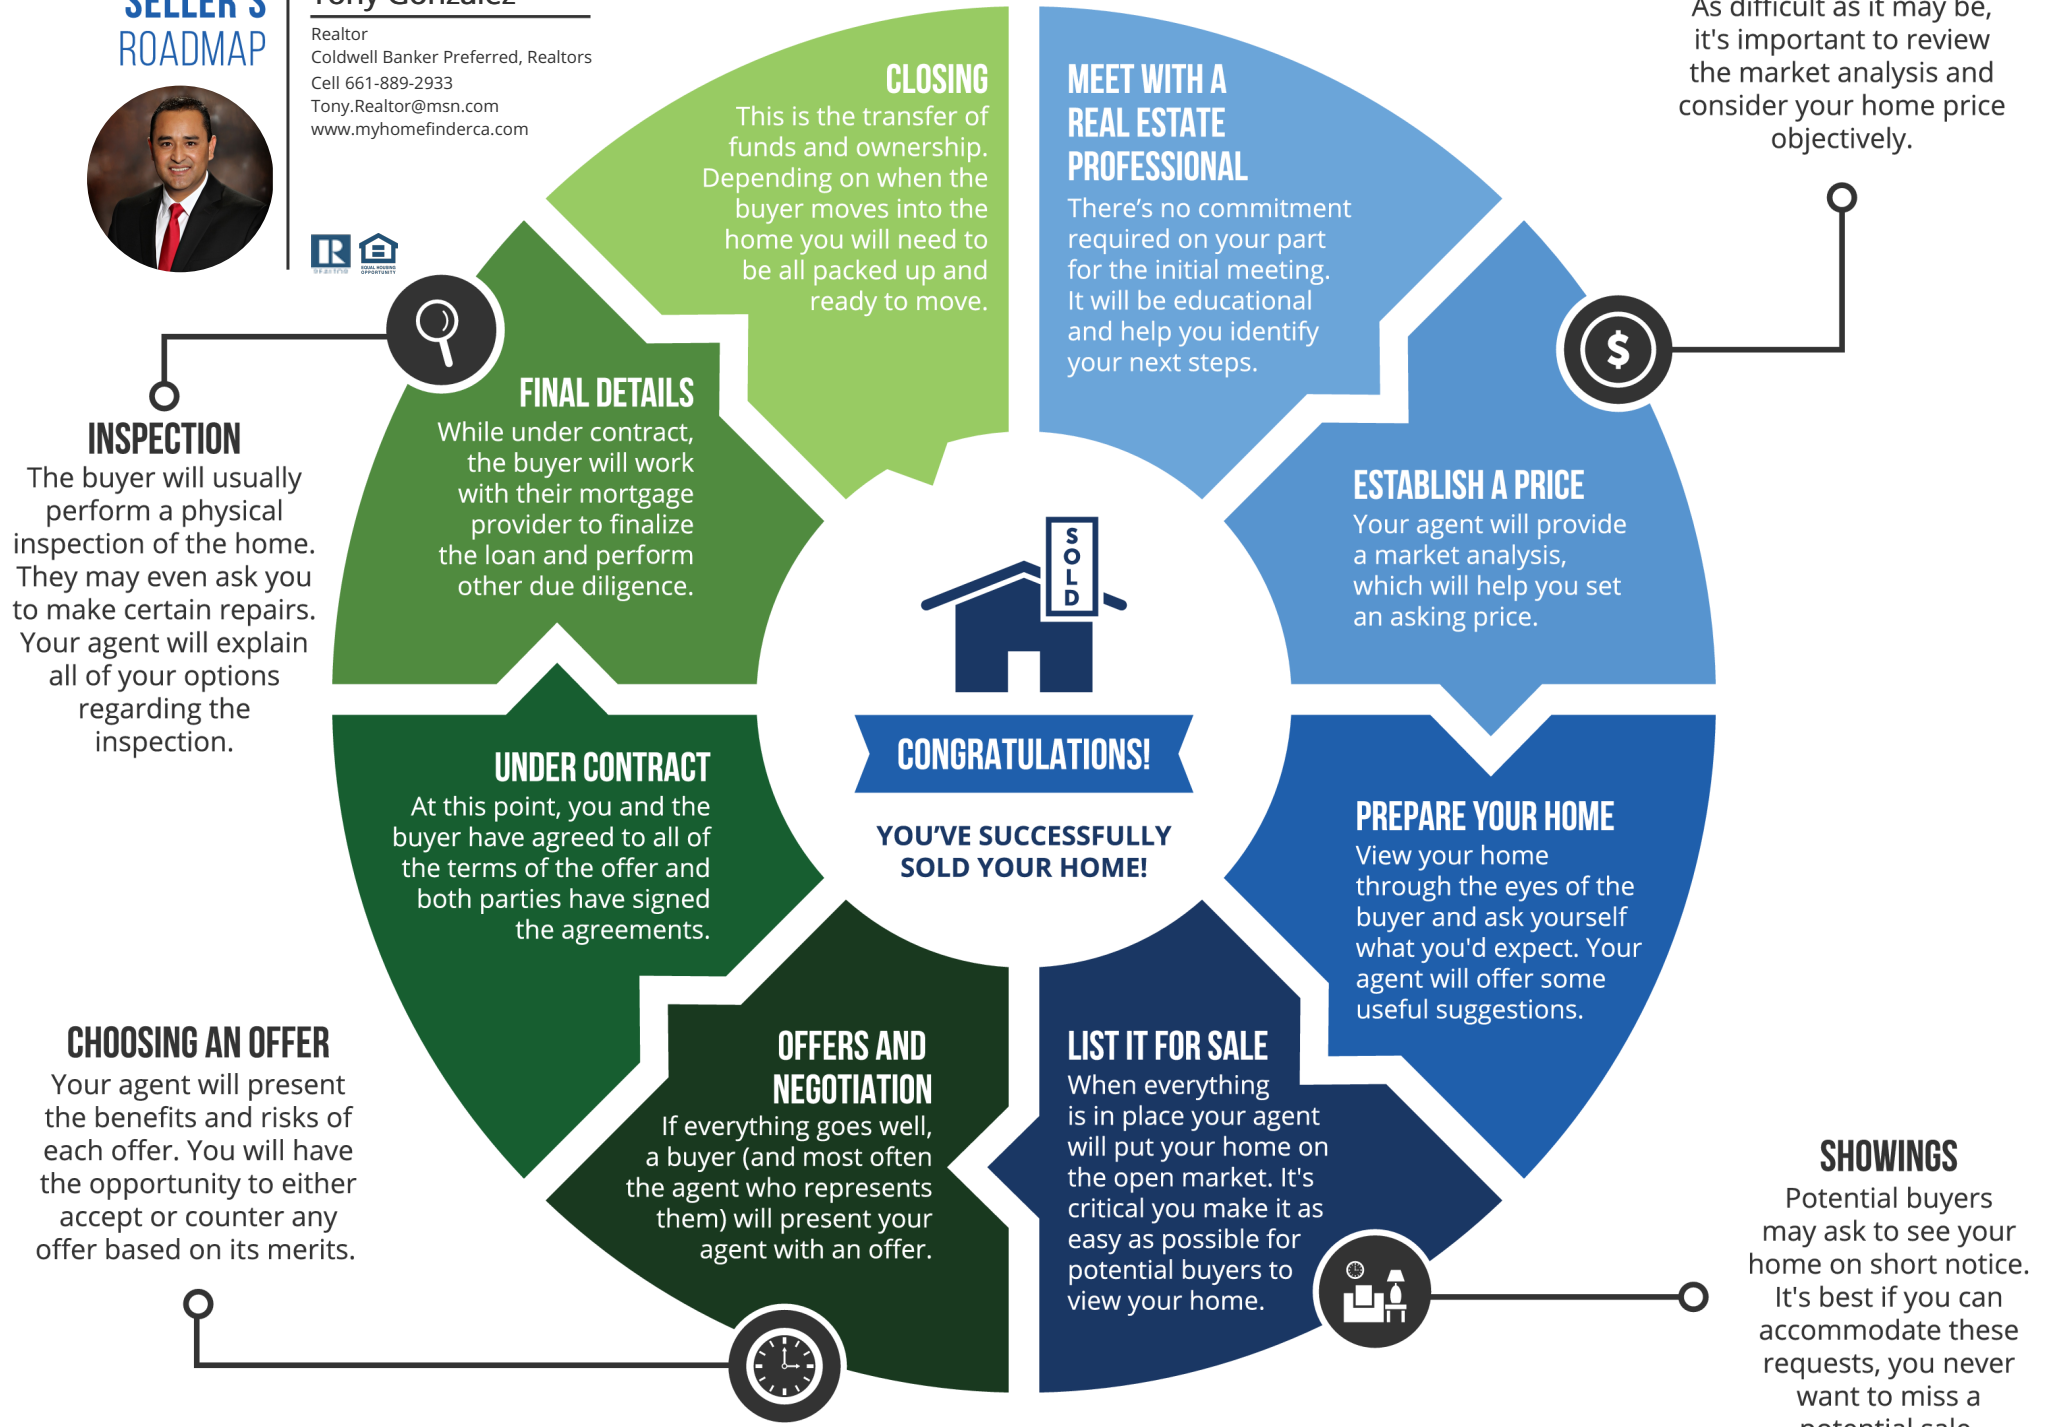 SELLER'S
ROADMAP
Tony Gonzalez
Realtor
Coldwell Banker Preferred, Realtors
Cell 661-889-2933
Tony.Realtor@msn.com
www.myhomefinderca.com
REALTOR
EQUAL HOUSING
OPPORTUNITY
As difficult as it may be,
it's important to review
the market analysis and
consider your home price
objectively.
MEET WITH A
REAL ESTATE
PROFESSIONAL
There's no commitment
required on your part
for the initial meeting.
It will be educational
and help you identify
your next steps.
$
ESTABLISH A PRICE
Your agent will provide
a market analysis,
which will help you set
an asking price.
PREPARE YOUR HOME
View your home
through the eyes of the
buyer and ask yourself
what you'd expect. Your
agent will offer some
useful suggestions.
LIST IT FOR SALE
When everything
is in place your agent
will put your home on
the open market. It's
critical you make it as
easy as possible for
potential buyers to
view your home.
SHOWINGS
Potential buyers
may ask to see your
home on short notice.
It's best if you can
accommodate these
requests, you never
want to miss a
potential sale.
OFFERS AND
NEGOTIATION
If everything goes well,
a buyer (and most often
the agent who represents
them) will present your
agent with an offer.
CHOOSING AN OFFER
Your agent will present
the benefits and risks of
each offer. You will have
the opportunity to either
accept or counter any
offer based on its merits.
UNDER CONTRACT
At this point, you and the
buyer have agreed to all of
the terms of the offer and
both parties have signed
the agreements.
FINAL DETAILS
While under contract,
the buyer will work
with their mortgage
provider to finalize
the loan and perform
other due diligence.
INSPECTION
The buyer will usually
perform a physical
inspection of the home.
They may even ask you
to make certain repairs.
Your agent will explain
all of your options
regarding the
inspection.
CLOSING
This is the transfer of
funds and ownership.
Depending on when the
buyer moves into the
home you will need to
be all packed up and
ready to move.
SOLD
CONGRATULATIONS!
YOU'VE SUCCESSFULLY
SOLD YOUR HOME!